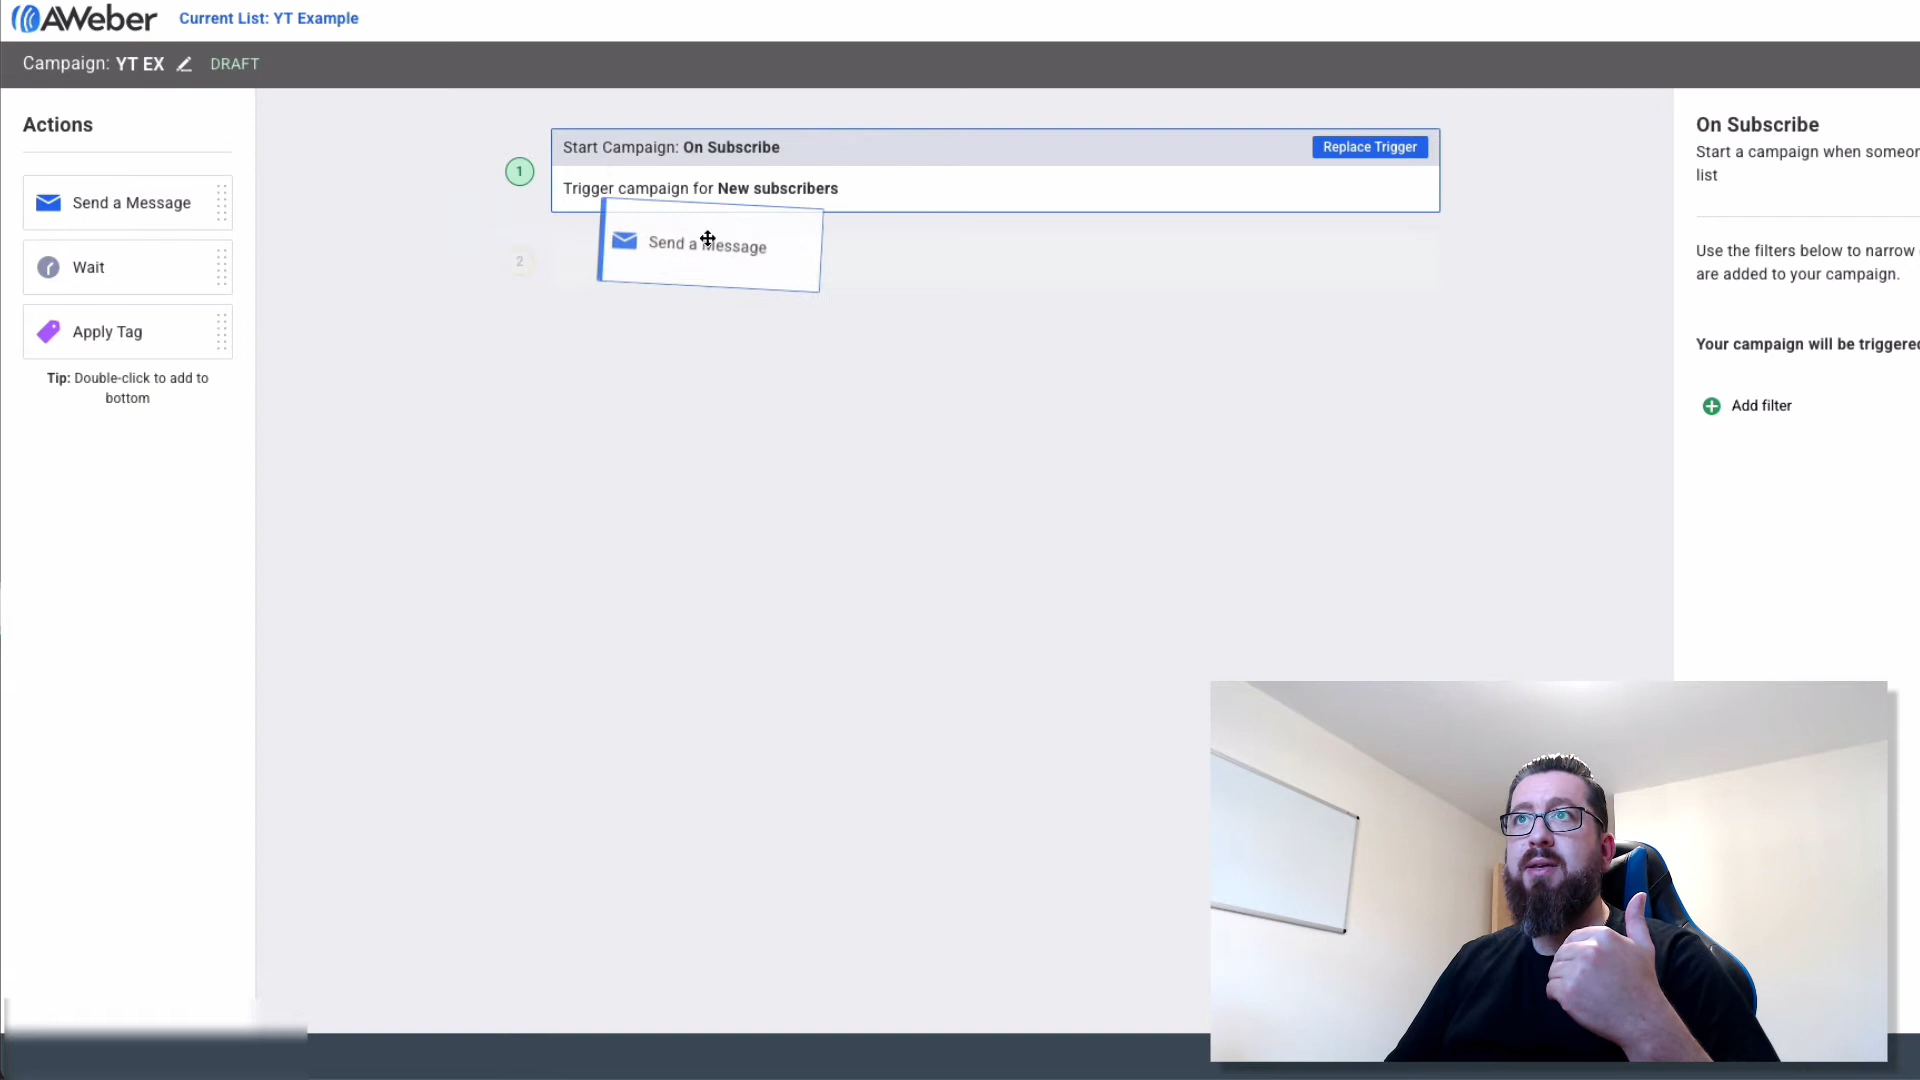 AWeber
Current List: YT Example
Campaign: YT EX
DRAFT
Actions
Send a Message
Wait
Apply Tag
Tip: Double-click to add to
bottom
1
Start Campaign: On Subscribe
Replace Trigger
Trigger campaign for New subscribers
2
Send a Message
On Subscribe
Start a campaign when someon
list
Use the filters below to narrow
are added to your campaign.
Your campaign will be triggered
Add filter